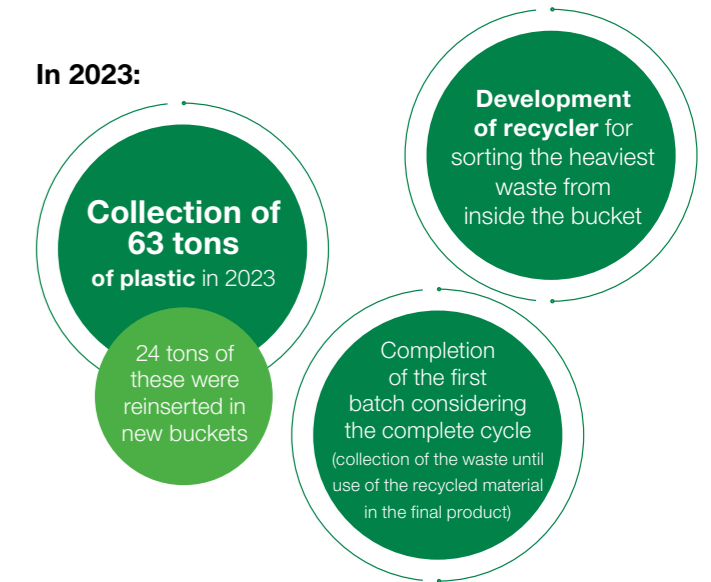 In 2023:
Collection of
63 tons
of plastic in 2023
24 tons of
these were
reinserted in
new buckets
Development
of recycler for
sorting the heaviest
waste from
inside the bucket
Completion
of the first
batch considering
the complete cycle
(collection of the waste until
use of the recycled material
in the final product)